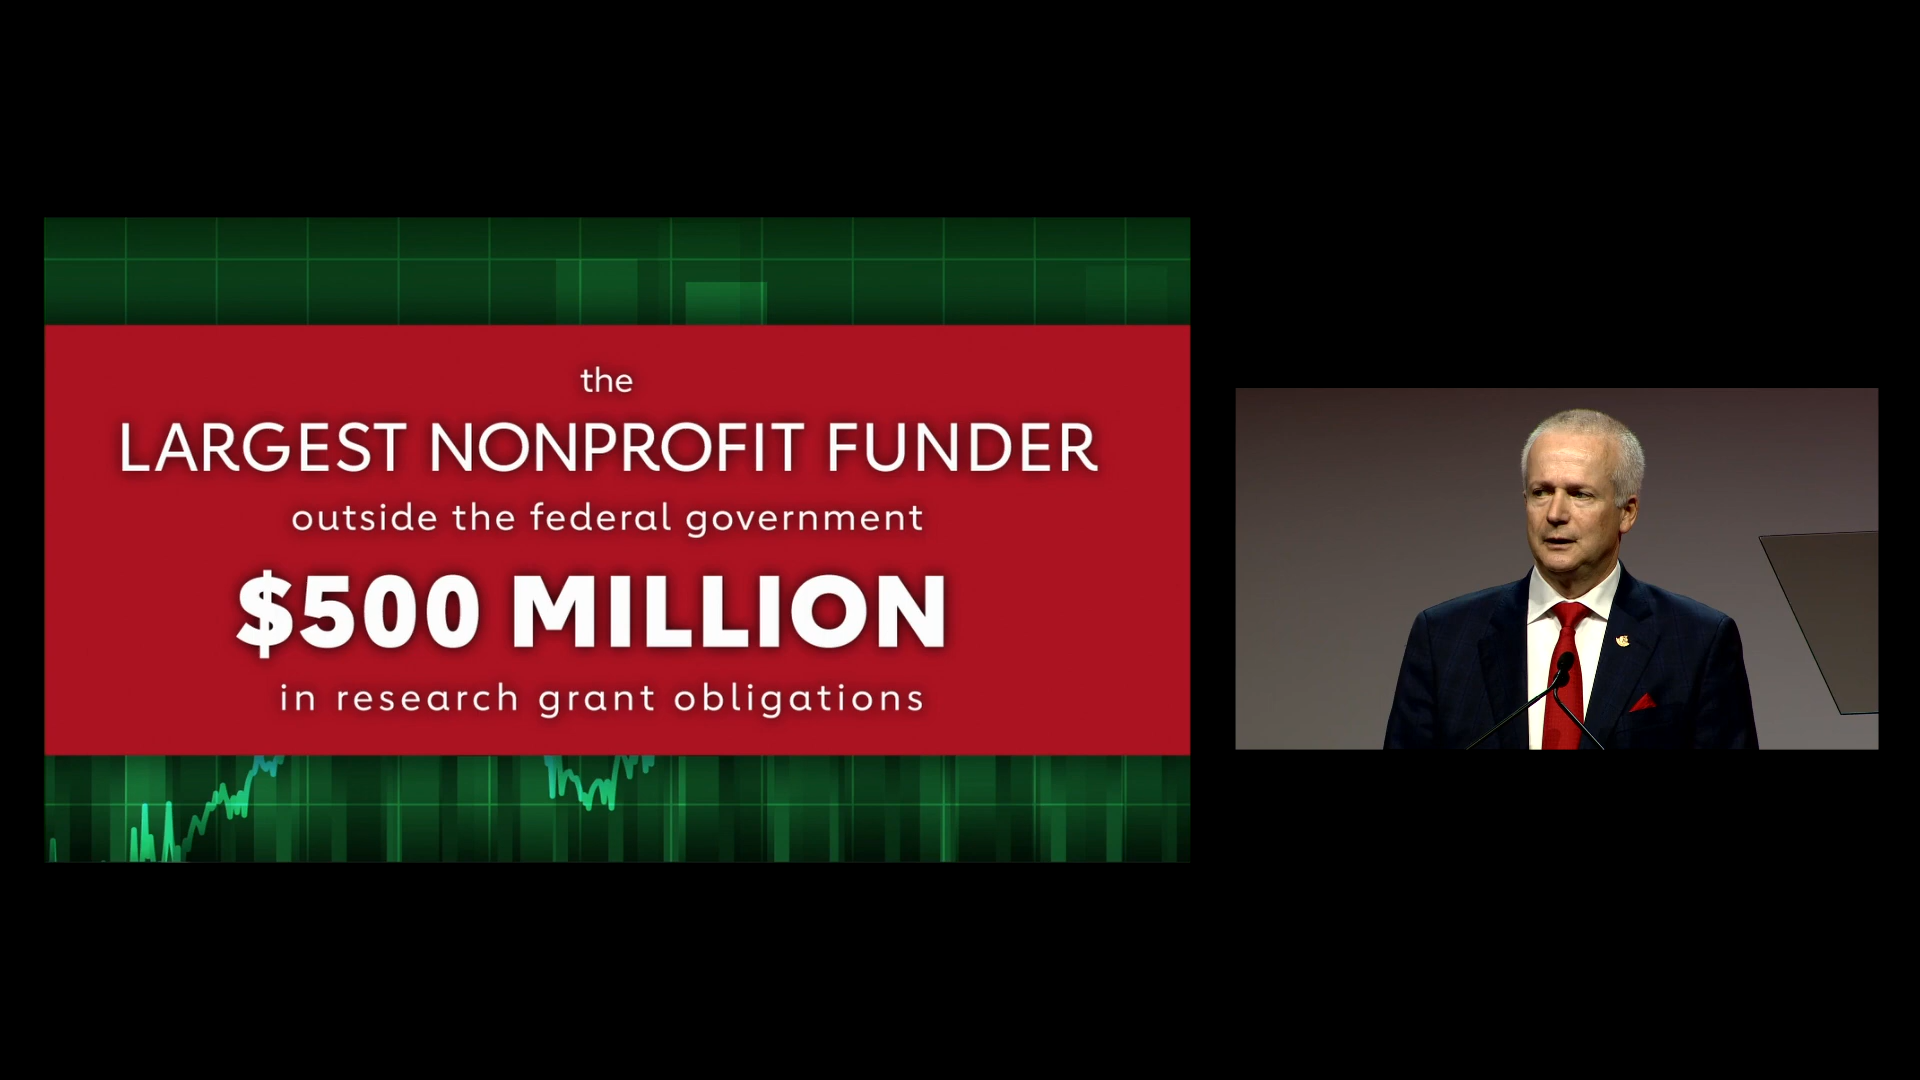 the
LARGEST NONPROFIT FUNDER
outside the federal government
$500 MILLION
in research grant obligations